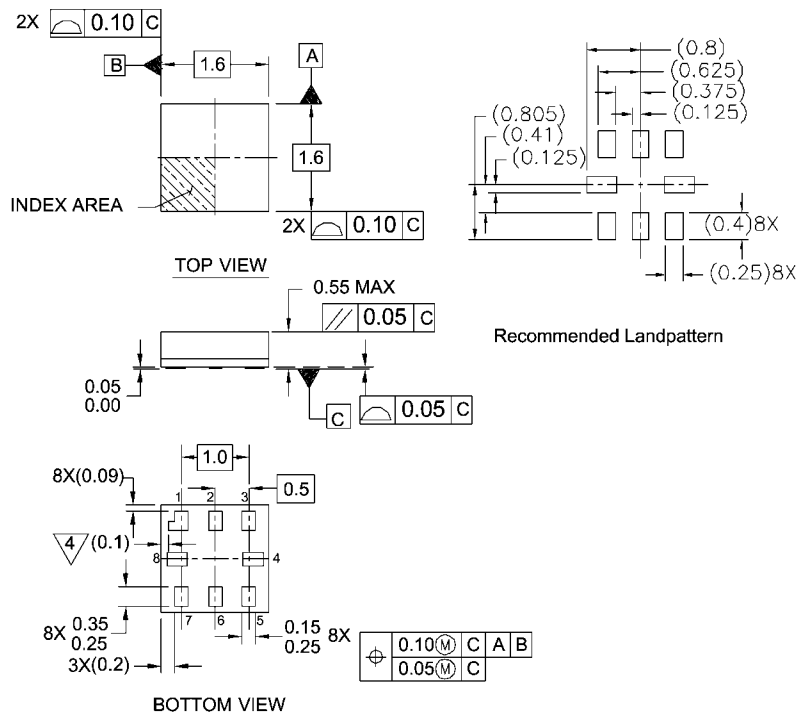 2X 0.10 C
B 1.6 A
1.6
INDEX AREA
2X 0.10 C
TOP VIEW
(0.8)
(0.625)
(0.375)
(0.125)
(0.805)
(0.41)
(0.125)
(0.4)8X
(0.25)8X
Recommended Landpattern
0.55 MAX
// 0.05 C
0.05
0.00
C
0.05 C
1.0
8X(0.09)
1 2 3
0.5
4 (0.1)
8 4
8X 0.35
0.25
7 6 5
0.15 8X
0.25
3X(0.2)
0.10 Ⓜ C A B
0.05 Ⓜ C
BOTTOM VIEW